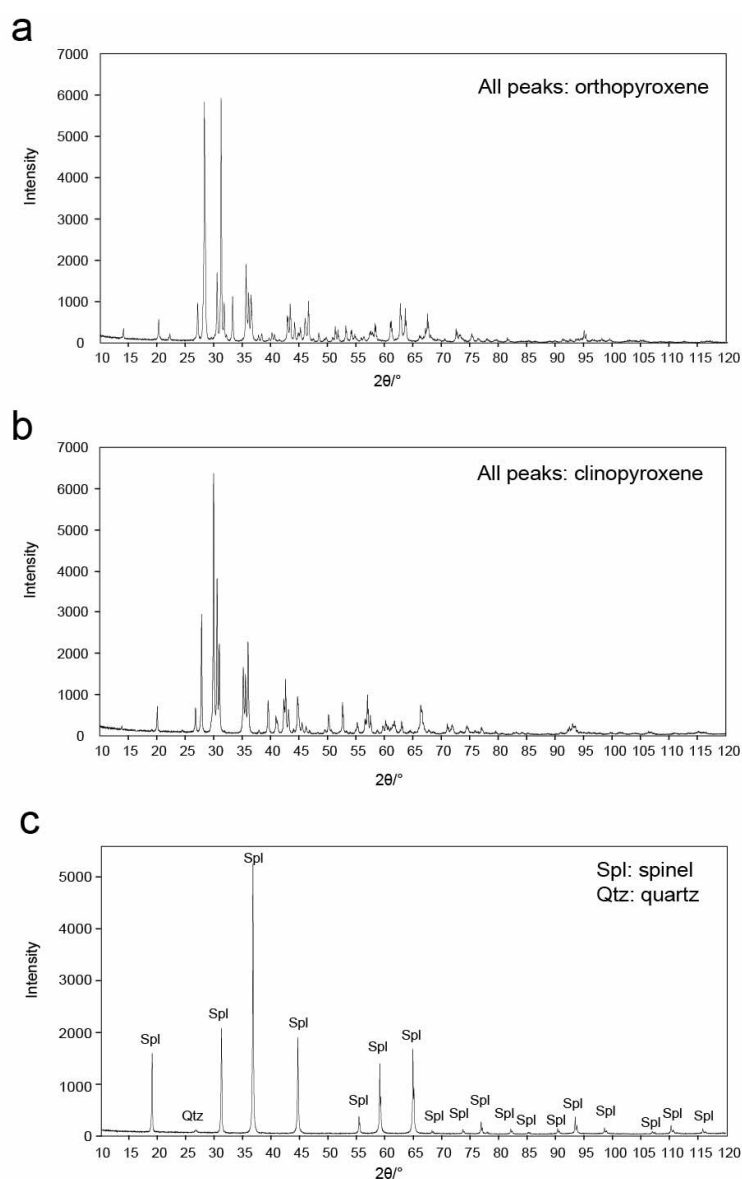 a
All peaks: orthopyroxene
Intensity
7000
6000
5000
4000
3000
2000
1000
0
10 15 20 25 30 35 40 45 50 55 60 65 70 75 80 85 90 95 100 105 110 115 120
2θ/°
b
All peaks: clinopyroxene
Intensity
7000
6000
5000
4000
3000
2000
1000
0
10 15 20 25 30 35 40 45 50 55 60 65 70 75 80 85 90 95 100 105 110 115 120
2θ/°
c
Spl: spinel
Qtz: quartz
Intensity
5000
4000
3000
2000
1000
0
Spl Qtz Spl Spl Spl Spl Spl Spl Spl Spl Spl Spl Spl Spl Spl Spl Spl Spl Spl
10 15 20 25 30 35 40 45 50 55 60 65 70 75 80 85 90 95 100 105 110 115 120
2θ/°